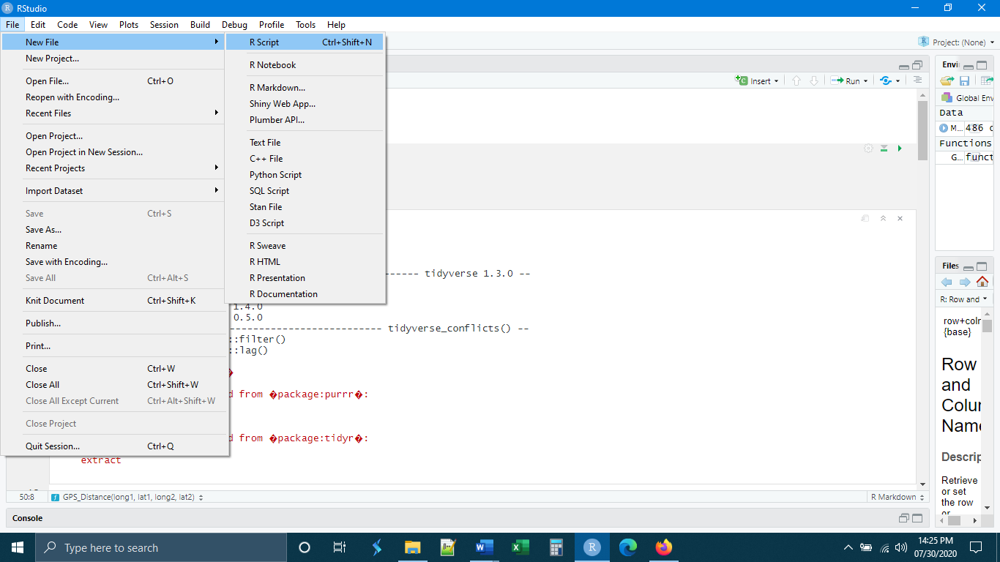 RStudio
File Edit Code View Plots Session Build Debug Profile Tools Help
New File
New Project...
Open File... Ctrl+O
Reopen with Encoding...
Recent Files
Open Project...
Open Project in New Session...
Recent Projects
Import Dataset
Save Ctrl+S
Save As...
Rename
Save with Encoding...
Save All Ctrl+Alt+S
Knit Document Ctrl+Shift+K
Publish...
Print...
Close Ctrl+W
Close All Ctrl+Shift+W
Close All Except Current Ctrl+Alt+Shift+W
Close Project
Quit Session... Ctrl+Q
R Script Ctrl+Shift+N
R Notebook
R Markdown...
Shiny Web App...
Plumber API...
Text File
C++ File
Python Script
SQL Script
Stan File
D3 Script
R Sweave
R HTML
R Presentation
R Documentation
Project: (None)
Insert Run
------ tidyverse 1.3.0 --
1.4.0
0.5.0
-------------------------- tidyverse_conflicts() --
::filter()
::lag()
�
d from �package:purrr�:
d from �package:tidyr�:
extract
50:8 GPS_Distance(long1, lat1, long2, lat2) R Markdown
Console
Envi
Global Env
Data
M... 486 o
Functions
G... funct
Files
R: Row and
row+coln
{base}
Row
and
Colu
Name
Descrip
Retrieve
or set
the row
or
Type here to search
14:25 PM
07/30/2020